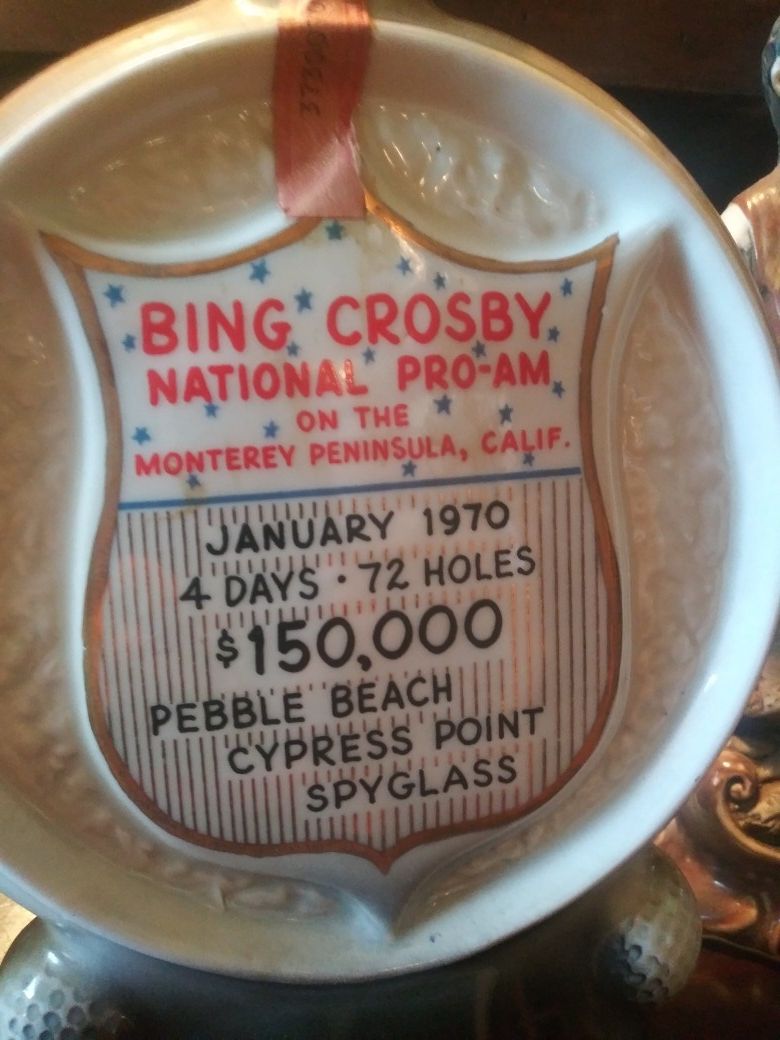 BING CROSBY
NATIONAL PRO-AM
ON THE
MONTEREY PENINSULA, CALIF.
JANUARY 1970
4 DAYS · 72 HOLES
$150,000
PEBBLE BEACH
CYPRESS POINT
SPYGLASS